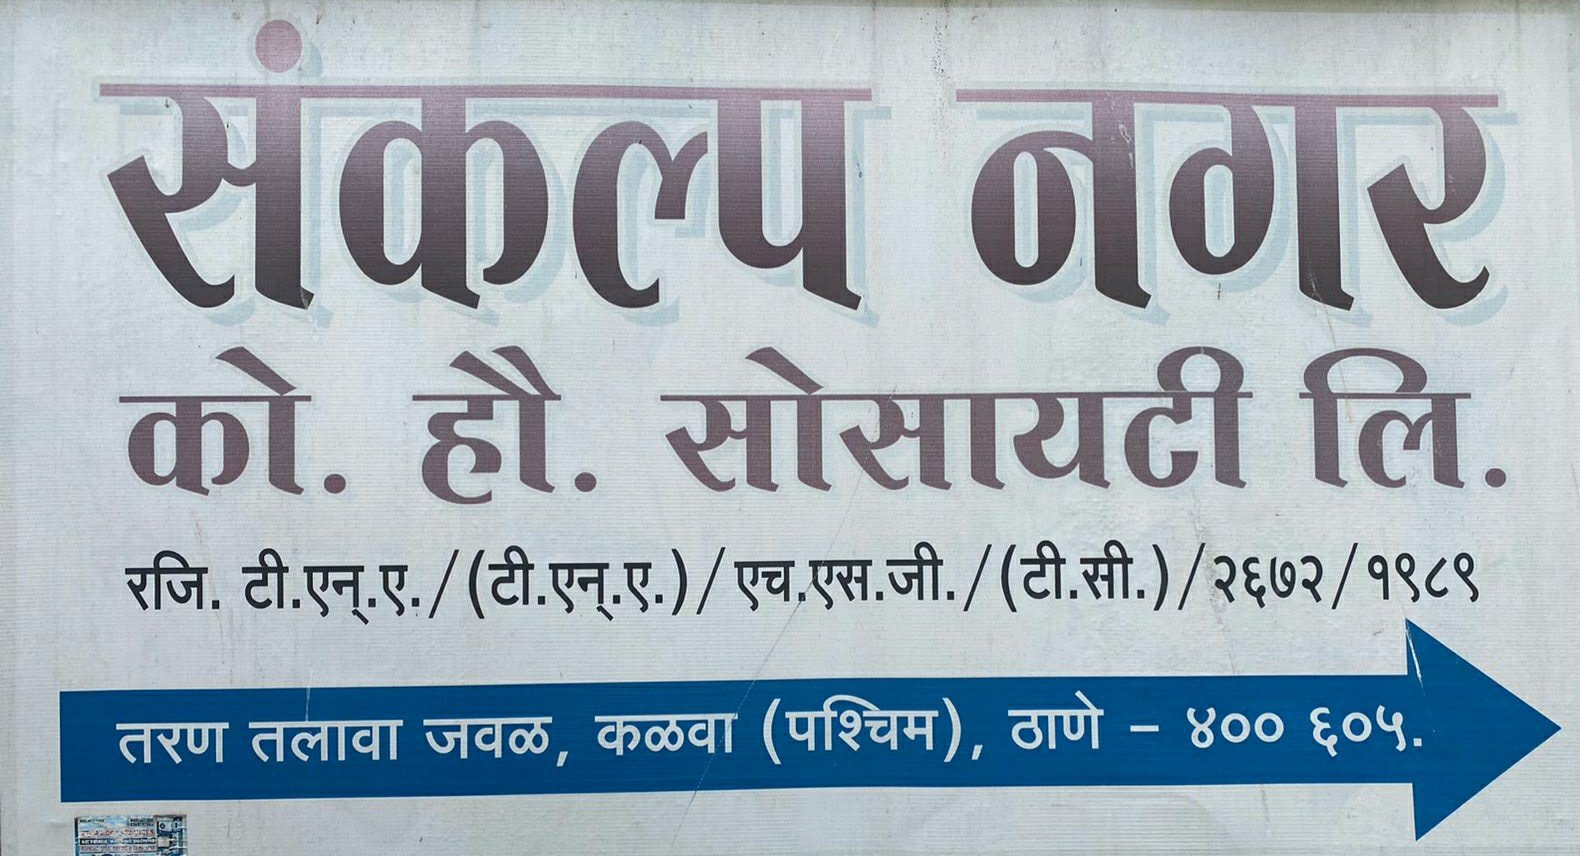 संकल्प नगर
को. हौ. सोसायटी लि.
रजि. टी.एन्.ए./(टी.एन्.ए.)/एच.एस.जी./(टी.सी.)/२६७२/१९८९
तरण तलावा जवळ, कळवा (पश्चिम), ठाणे – ४०० ६०५.